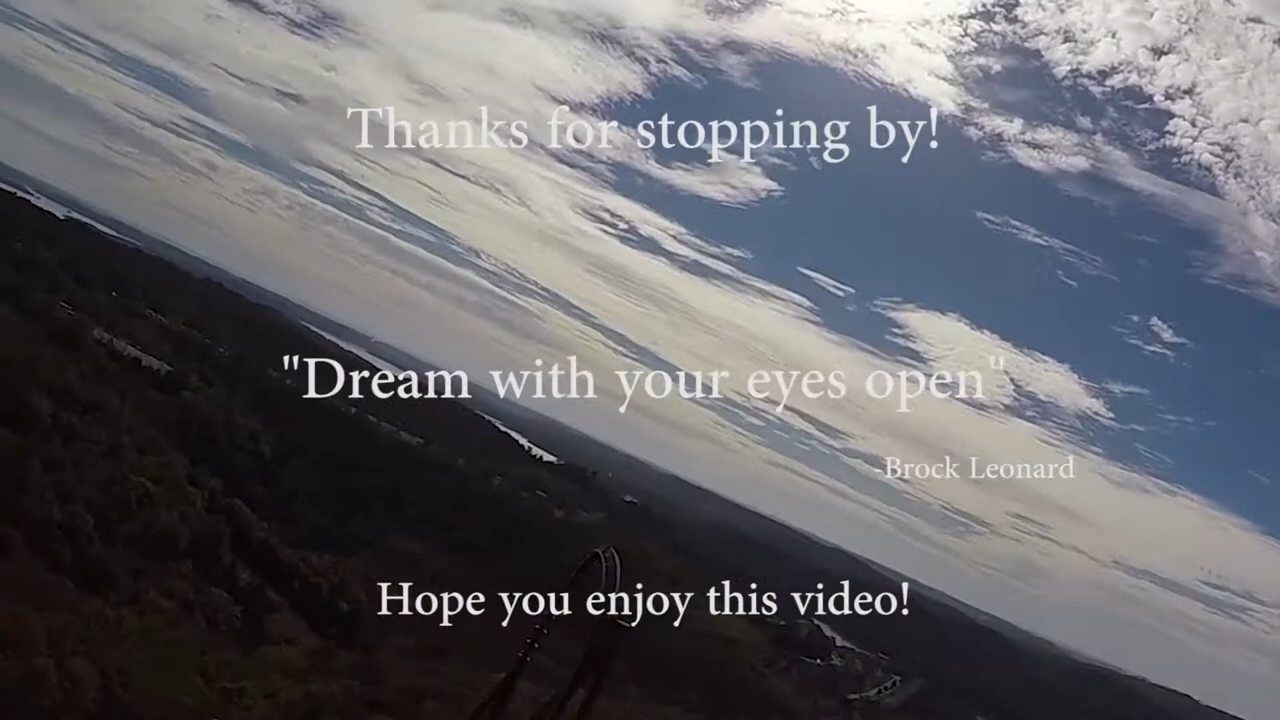 Thanks for stopping by!
"Dream with your eyes open"
-Brock Leonard
Hope you enjoy this video!